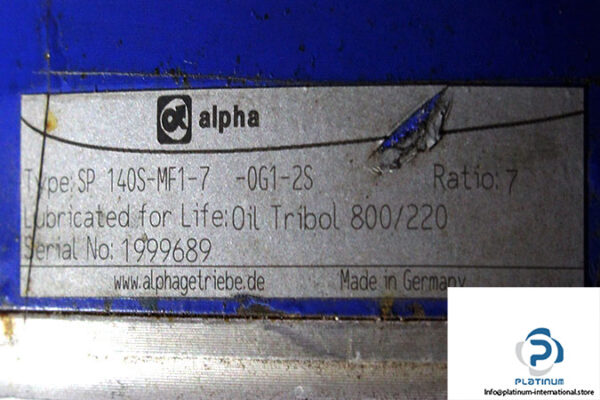 alpha
Type: SP 140S-MF1-7 -0G1-2S Ratio: 7
Lubricated for Life: Oil Tribol 800/220
Serial No: 1999689
www.alphagetriebe.de Made in Germany
PLATINUM
Info@platinum-international.store